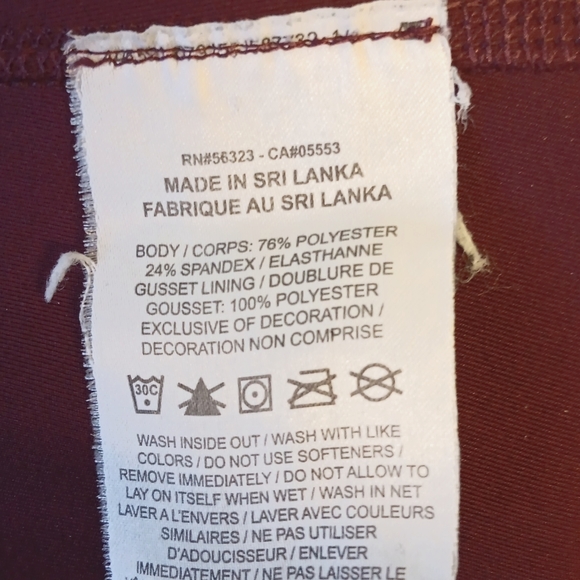 RN#56323 - CA#05553
MADE IN SRI LANKA
FABRIQUE AU SRI LANKA
BODY / CORPS: 76% POLYESTER
24% SPANDEX / ELASTHANNE
GUSSET LINING / DOUBLURE DE
GOUSSET: 100% POLYESTER
EXCLUSIVE OF DECORATION /
DECORATION NON COMPRISE
30C
WASH INSIDE OUT / WASH WITH LIKE
COLORS / DO NOT USE SOFTENERS /
REMOVE IMMEDIATELY / DO NOT ALLOW TO
LAY ON ITSELF WHEN WET / WASH IN NET
LAVER A L'ENVERS / LAVER AVEC COULEURS
SIMILAIRES / NE PAS UTILISER
D'ADOUCISSEUR / ENLEVER
IMMEDIATEMENT / NE PAS LAISSER LE